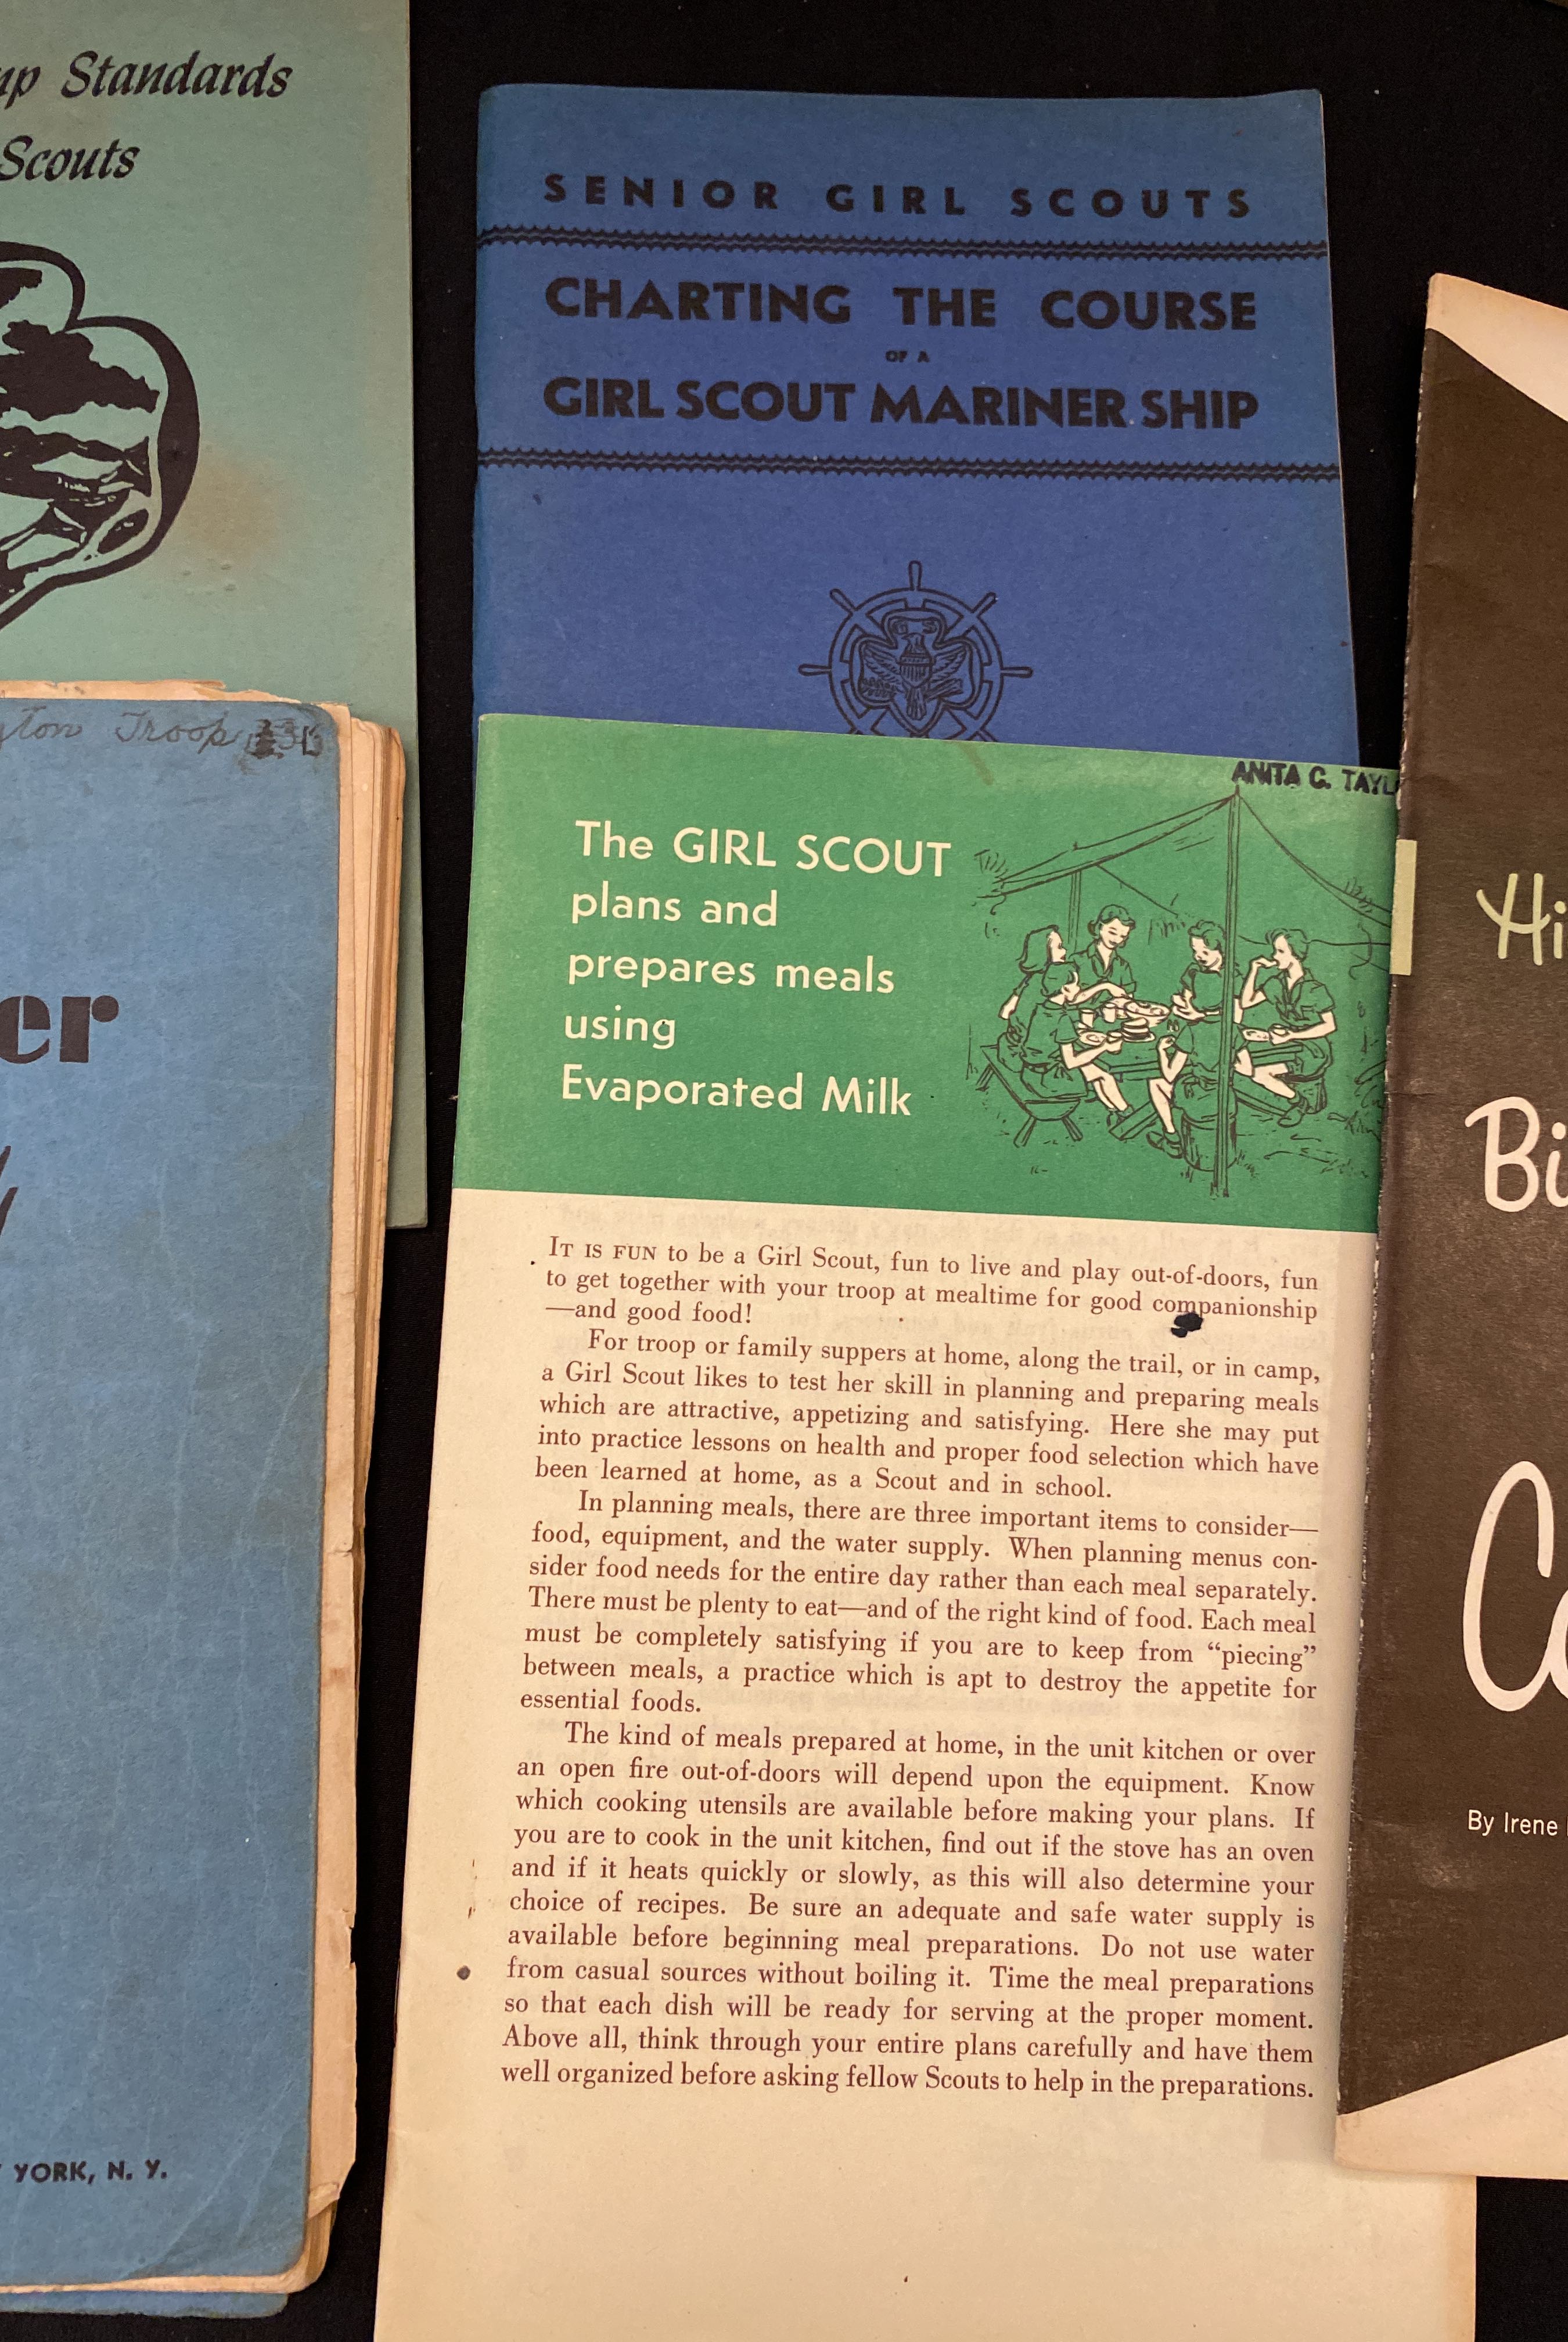 Standards
Scouts
Troop
er
YORK, N. Y.
SENIOR GIRL SCOUTS
CHARTING THE COURSE
OF A
GIRL SCOUT MARINER SHIP
G S
ANITA G. TAYL
The GIRL SCOUT
plans and
prepares meals
using
Evaporated Milk
IT IS FUN to be a Girl Scout, fun to live and play out-of-doors, fun
to get together with your troop at mealtime for good companionship
—and good food!
For troop or family suppers at home, along the trail, or in camp,
a Girl Scout likes to test her skill in planning and preparing meals
which are attractive, appetizing and satisfying. Here she may put
into practice lessons on health and proper food selection which have
been learned at home, as a Scout and in school.
In planning meals, there are three important items to consider—
food, equipment, and the water supply. When planning menus con-
sider food needs for the entire day rather than each meal separately.
There must be plenty to eat—and of the right kind of food. Each meal
must be completely satisfying if you are to keep from “piecing”
between meals, a practice which is apt to destroy the appetite for
essential foods.
The kind of meals prepared at home, in the unit kitchen or over
an open fire out-of-doors will depend upon the equipment. Know
which cooking utensils are available before making your plans. If
you are to cook in the unit kitchen, find out if the stove has an oven
and if it heats quickly or slowly, as this will also determine your
choice of recipes. Be sure an adequate and safe water supply is
available before beginning meal preparations. Do not use water
from casual sources without boiling it. Time the meal preparations
so that each dish will be ready for serving at the proper moment.
Above all, think through your entire plans carefully and have them
well organized before asking fellow Scouts to help in the preparations.
Hi
Bi
By Irene